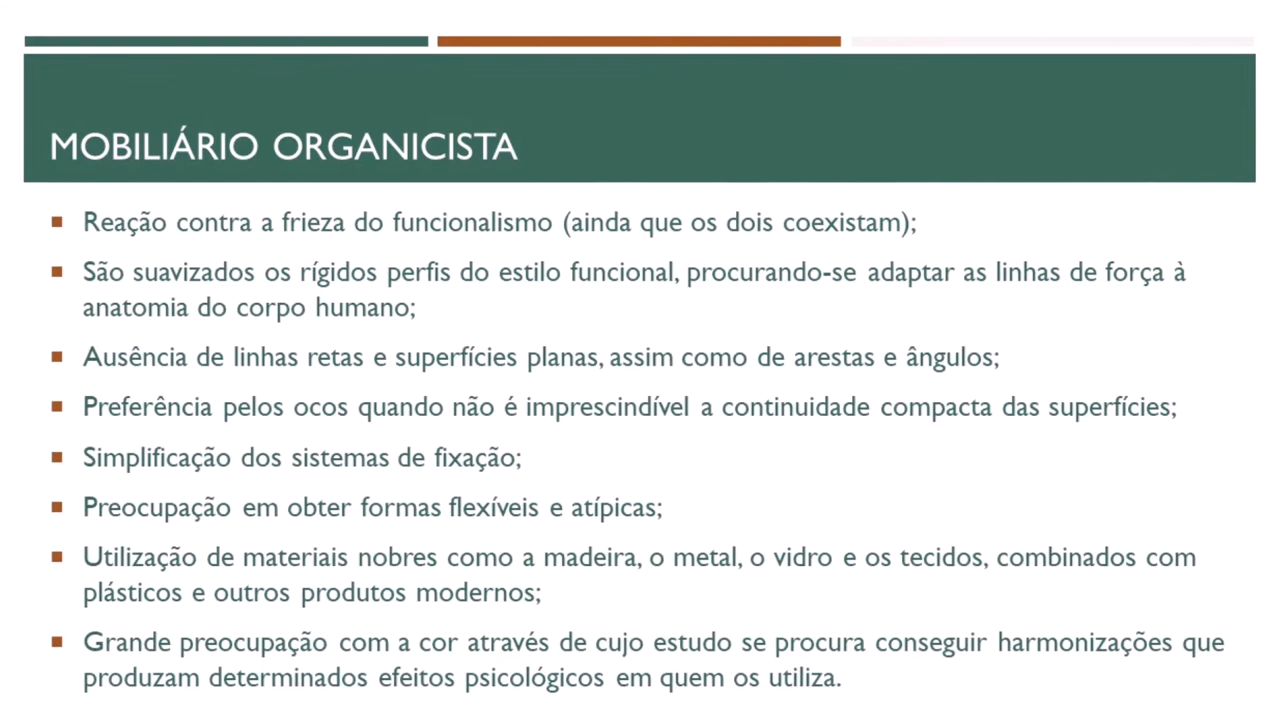 MOBILIÁRIO ORGANICISTA
Reação contra a frieza do funcionalismo (ainda que os dois coexistam);
São suavizados os rígidos perfis do estilo funcional, procurando-se adaptar as linhas de força à
anatomia do corpo humano;
Ausência de linhas retas e superfícies planas, assim como de arestas e ângulos;
Preferência pelos ocos quando não é imprescindível a continuidade compacta das superfícies;
Simplificação dos sistemas de fixação;
Preocupação em obter formas flexíveis e atípicas;
Utilização de materiais nobres como a madeira, o metal, o vidro e os tecidos, combinados com
plásticos e outros produtos modernos;
Grande preocupação com a cor através de cujo estudo se procura conseguir harmonizações que
produzam determinados efeitos psicológicos em quem os utiliza.